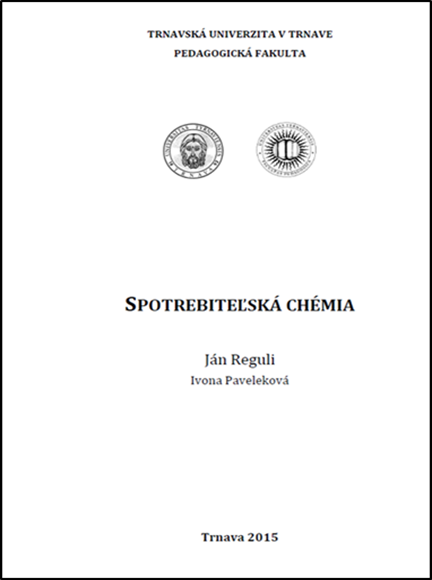 TRNAVSKÁ UNIVERZITA V TRNAVE
PEDAGOGICKÁ FAKULTA
SPOTREBITEĽSKÁ CHÉMIA
Ján Reguli
Ivona Paveleková
Trnava 2015